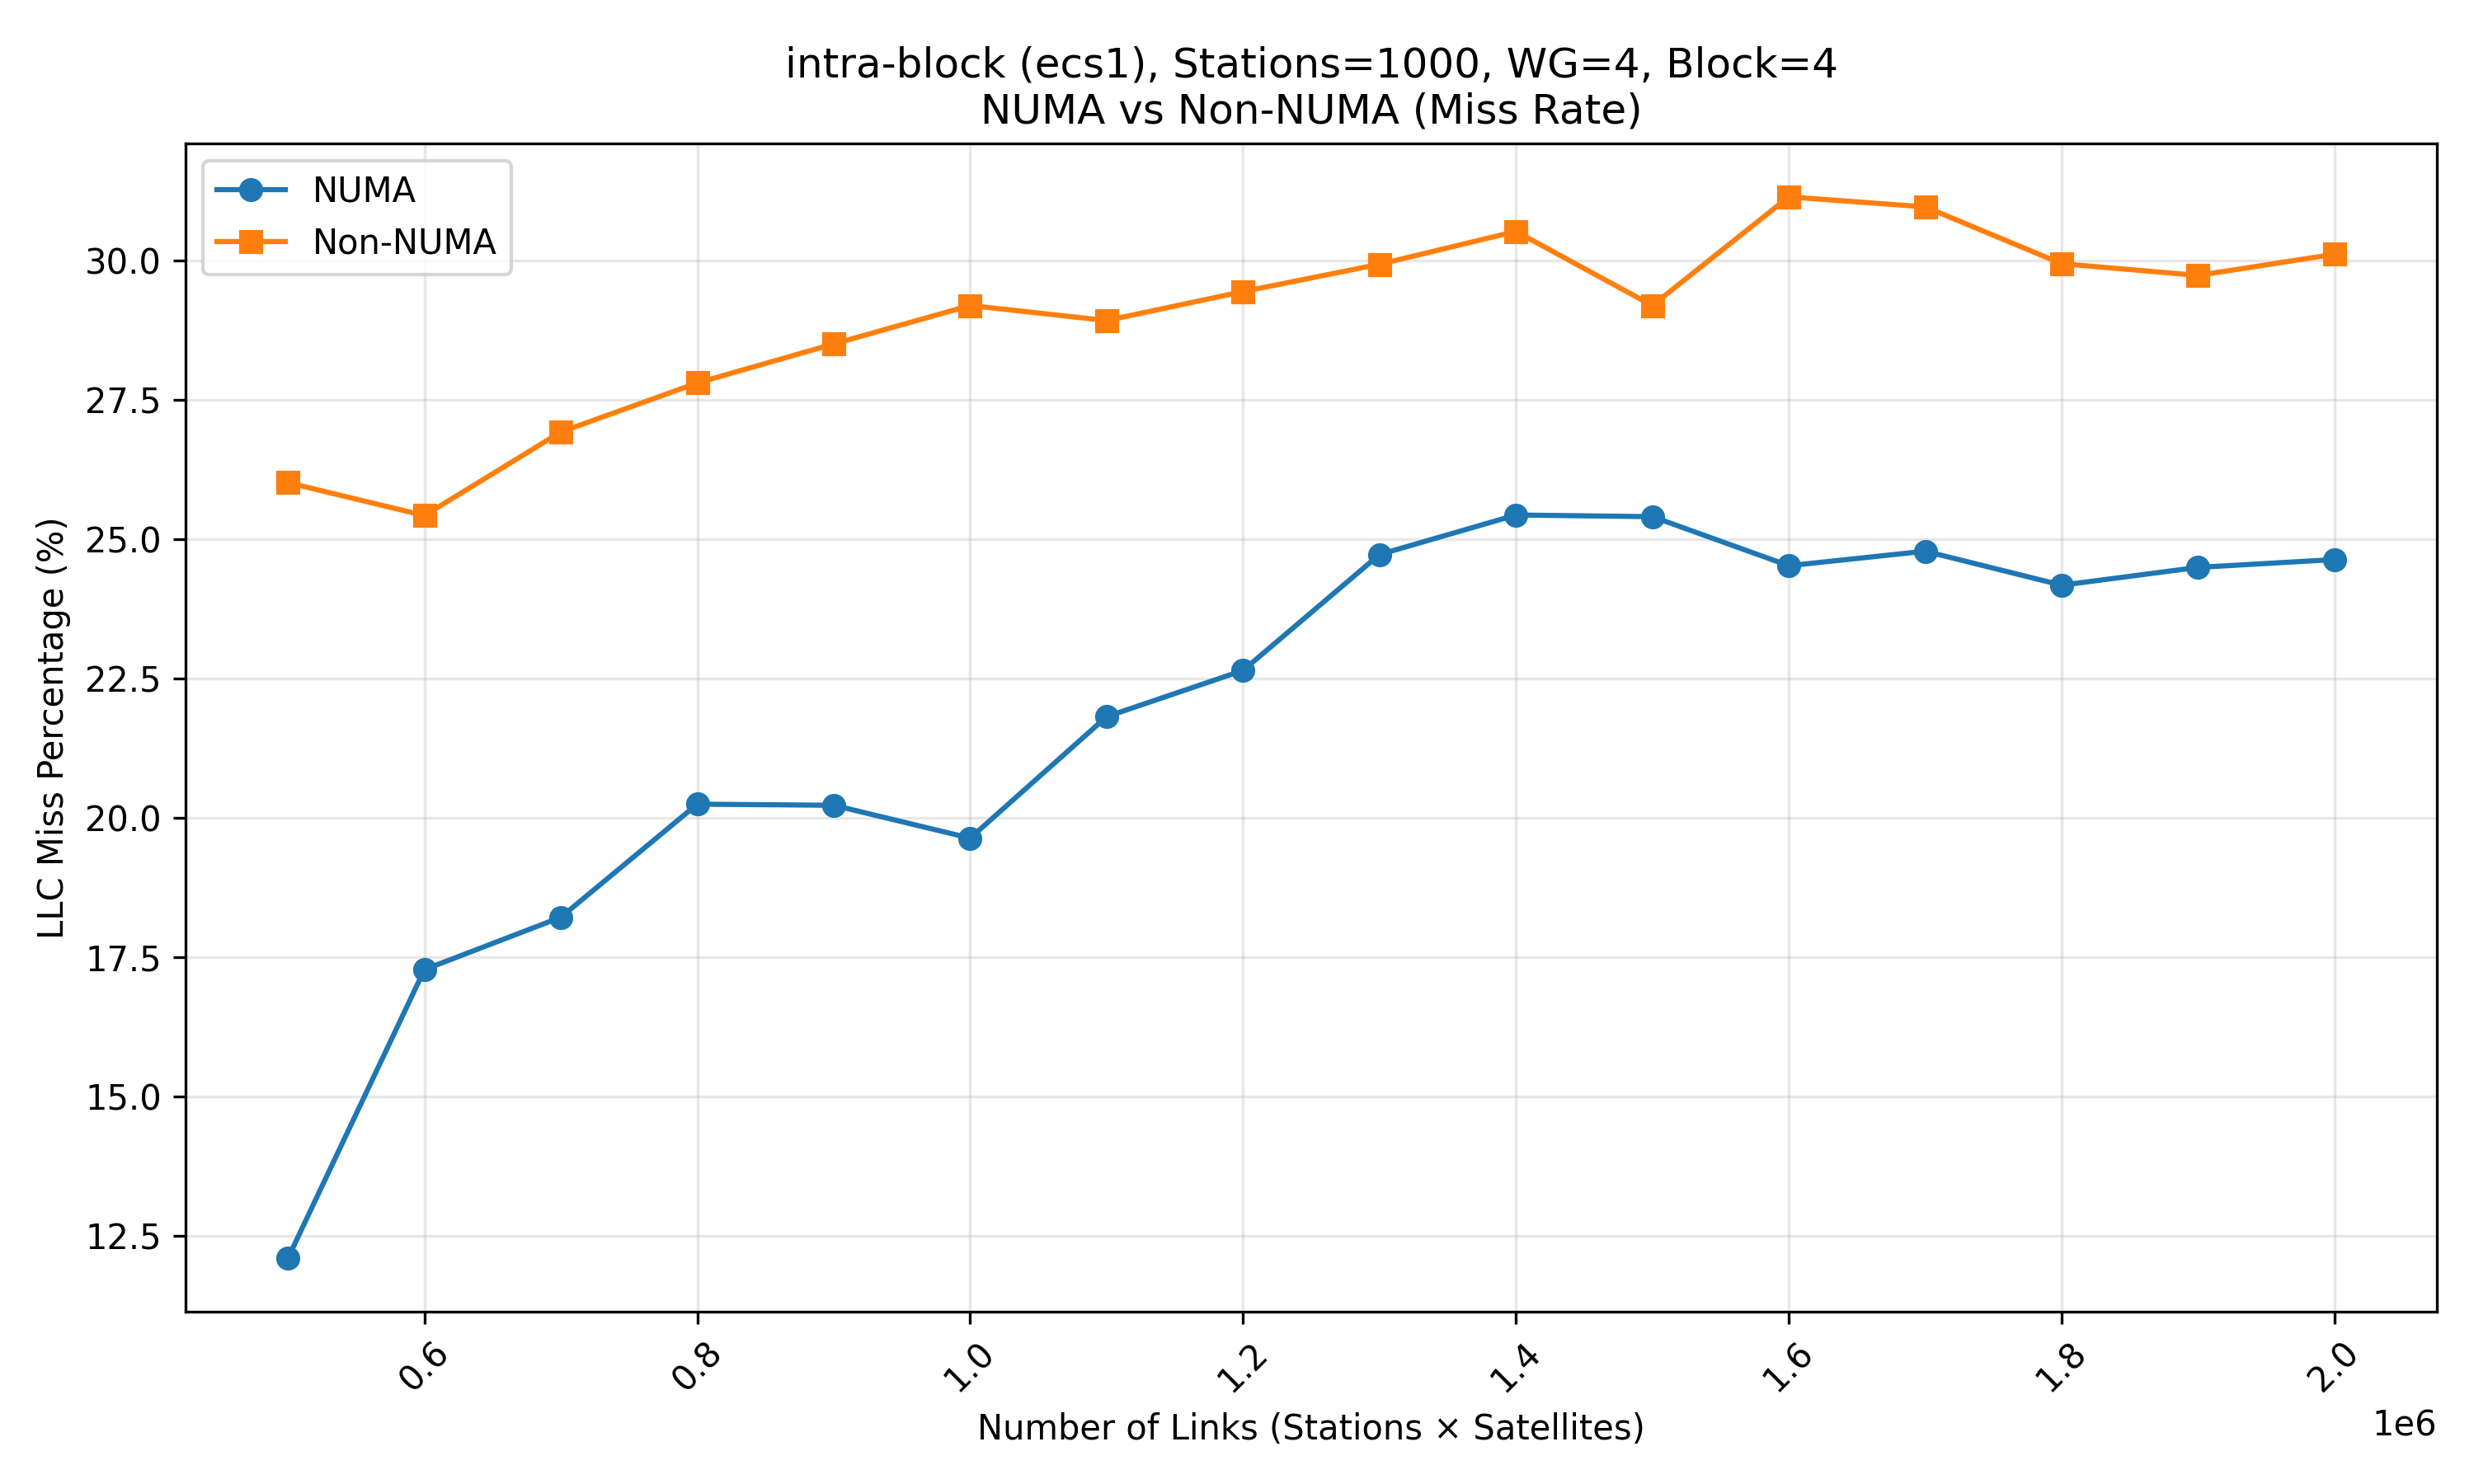 intra-block (ecs1), Stations=1000, WG=4, Block=4
NUMA vs Non-NUMA (Miss Rate)
NUMA
Non-NUMA
LLC Miss Percentage (%)
30.0
27.5
25.0
22.5
20.0
17.5
15.0
12.5
0.6
0.8
1.0
1.2
1.4
1.6
1.8
2.0
1e6
Number of Links (Stations × Satellites)